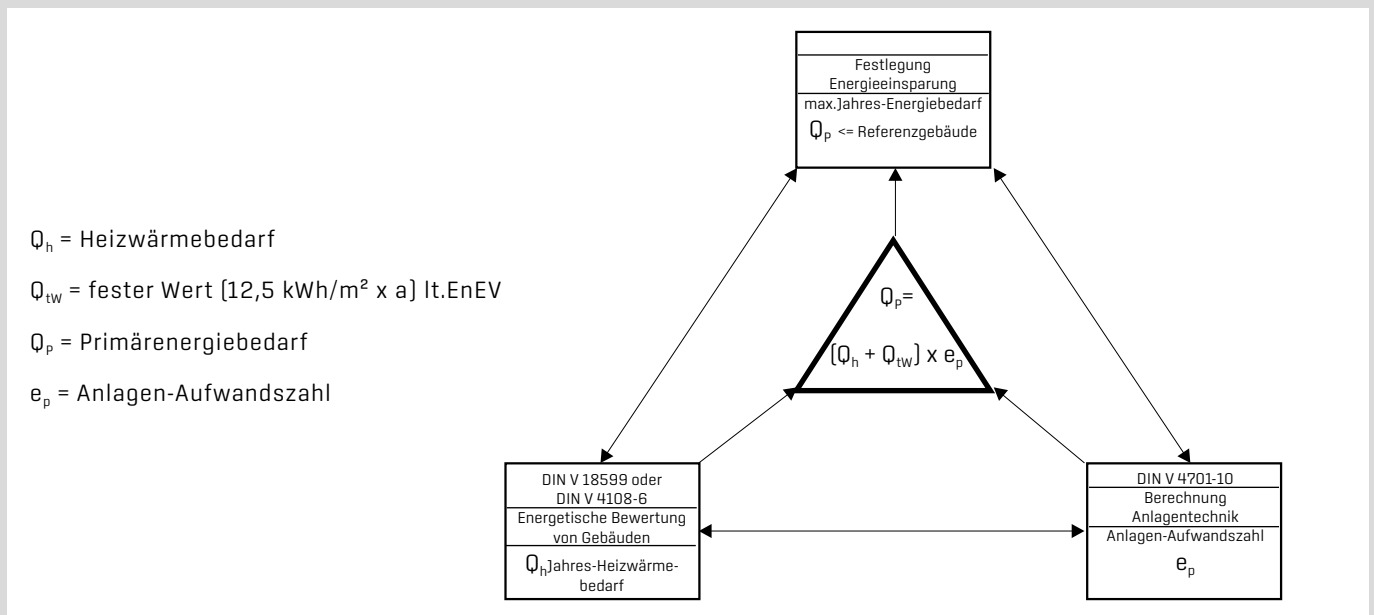 Festlegung
Energieeinsparung
max.Jahres-Energiebedarf
Qp <= Referenzgebäude
Qh = Heizwärmebedarf
QtW = fester Wert (12,5 kWh/m² x a) lt.EnEV
Qp = Primärenergiebedarf
ep = Anlagen-Aufwandszahl
Qp=
(Qh + QtW) x ep
DIN V 18599 oder
DIN V 4108-6
Energetische Bewertung
von Gebäuden
QhJahres-Heizwärme-
bedarf
DIN V 4701-10
Berechnung
Anlagentechnik
Anlagen-Aufwandszahl
ep